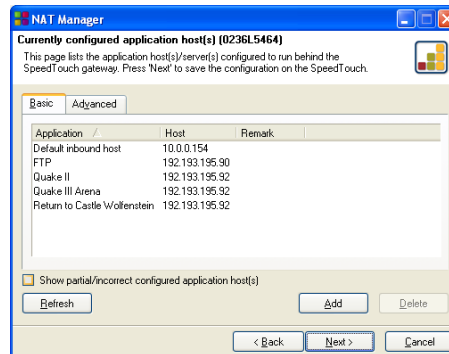 NAT Manager
Currently configured application host(s) (0236L5464)
This page lists the application host(s)/server(s) configured to run behind the
SpeedTouch gateway. Press 'Next' to save the configuration on the SpeedTouch.
Basic Advanced
Application Host Remark
Default inbound host 10.0.0.154
FTP 192.193.195.90
Quake II 192.193.195.92
Quake III Arena 192.193.195.92
Return to Castle Wolfenstein 192.193.195.92
Show partial/incorrect configured application host(s)
Refresh Add Delete
< Back Next > Cancel